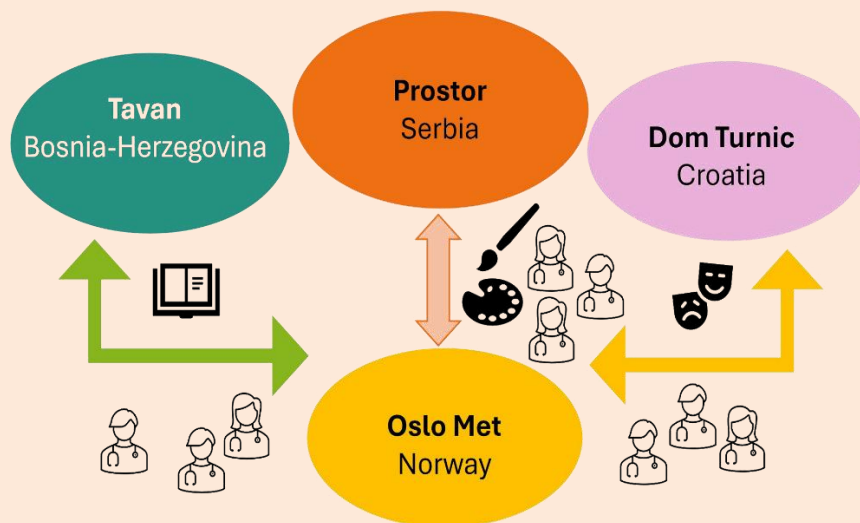 Tavan
Bosnia-Herzegovina
Prostor
Serbia
Dom Turnic
Croatia
Oslo Met
Norway